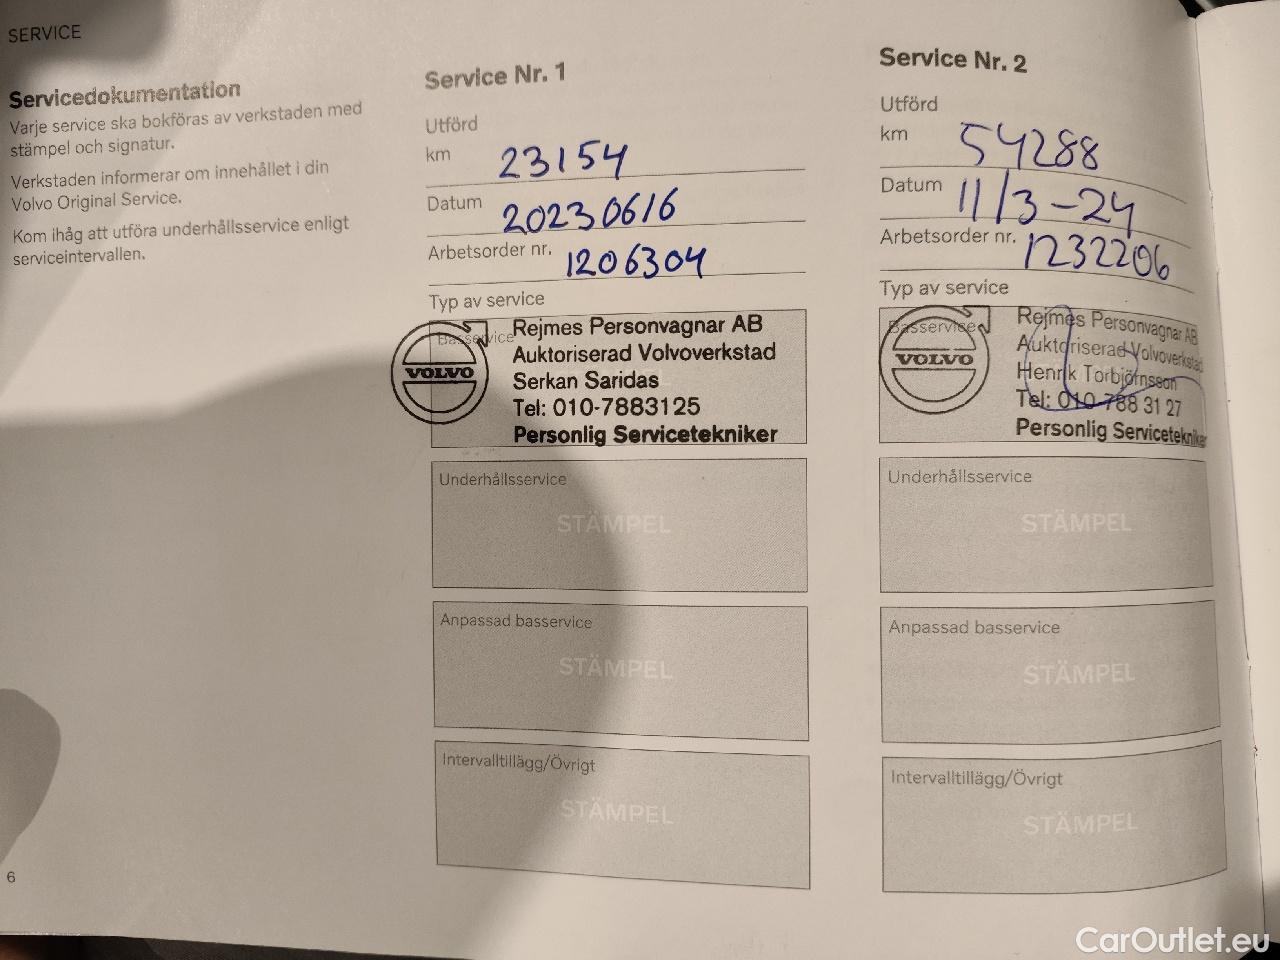 SERVICE
Servicedokumentation
Varje service ska bokföras av verkstaden med
stämpel och signatur.
Verkstaden informerar om innehållet i din
Volvo Original Service.
Kom ihåg att utföra underhållsservice enligt
serviceintervallen.
6
Service Nr. 1
Utförd
km 23154
Datum 20230616
Arbetsorder nr. 1206304
Typ av service
Basservice
VOLVO
Rejmes Personvagnar AB
Auktoriserad Volvoverkstad
Serkan Saridas
Tel: 010-7883125
Personlig Servicetekniker
Underhållsservice
STÄMPEL
Anpassad basservice
STÄMPEL
Intervalltillägg/Övrigt
STÄMPEL
Service Nr. 2
Utförd
km 54288
Datum 11/3-24
Arbetsorder nr. 1232206
Typ av service
Basservice
VOLVO
Rejmes Personvagnar AB
Auktoriserad Volvoverkstad
Henrik Torbjörnsson
Tel: 010-788 31 27
Personlig Servicetekniker
Underhållsservice
STÄMPEL
Anpassad basservice
STÄMPEL
Intervalltillägg/Övrigt
STÄMPEL
CarOutlet.eu